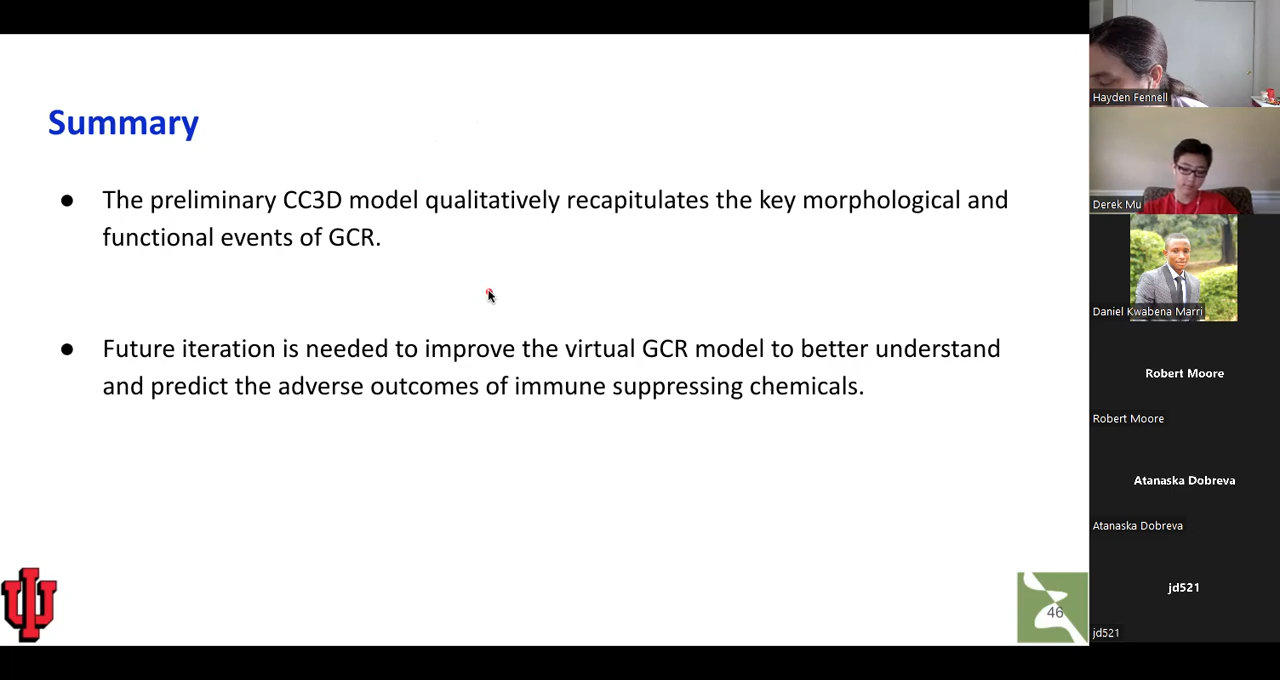 Summary
● The preliminary CC3D model qualitatively recapitulates the key morphological and
functional events of GCR.
● Future iteration is needed to improve the virtual GCR model to better understand
and predict the adverse outcomes of immune suppressing chemicals.
46
Hayden Fennell
Derek Mu
Daniel Kwabena Marri
Robert Moore
Robert Moore
Atanaska Dobreva
Atanaska Dobreva
jd521
jd521